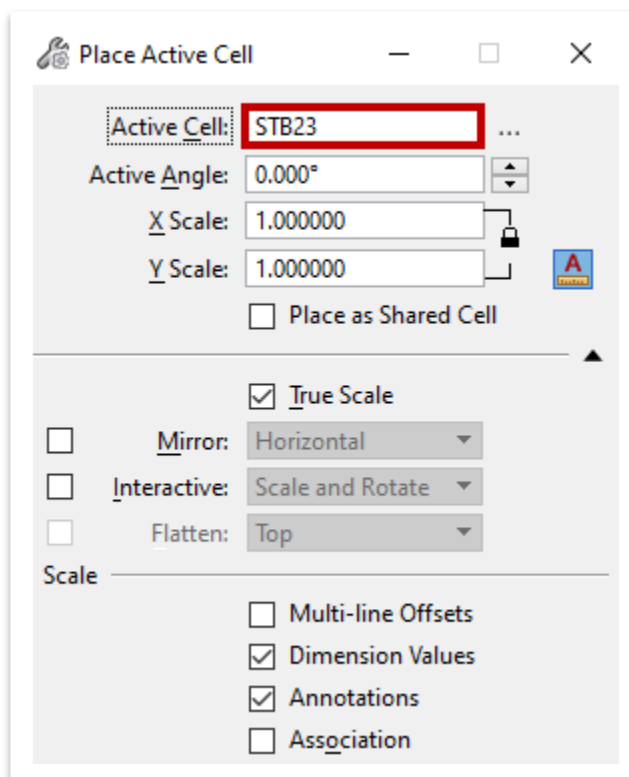 Place Active Cell
Active Cell: STB23 ...
Active Angle: 0.000°
X Scale: 1.000000
Y Scale: 1.000000
A
Place as Shared Cell
True Scale
Mirror: Horizontal
Interactive: Scale and Rotate
Flatten: Top
Scale
Multi-line Offsets
Dimension Values
Annotations
Association